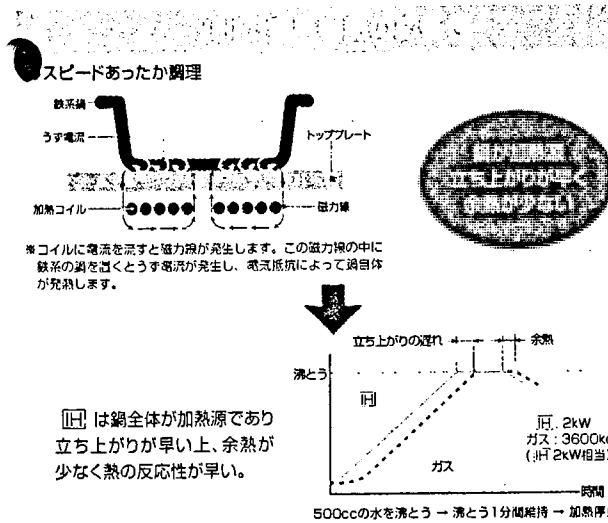 スピードあったか調理
鉄系鍋
うず電流
トッププレート
加熱コイル
磁力線
鍋が加熱源
立ち上がりが早く
余熱が少ない
※コイルに電流を流すと磁力線が発生します。この磁力線の中に
鉄系の鍋を置くとうず電流が発生し、電気抵抗によって鍋自体
が発熱します。
立ち上がりの遅れ
余熱
沸とう
IH
IH は鍋全体が加熱源であり
立ち上がりが早い上、余熱が
少なく熱の反応性が早い。
IH: 2kW
ガス: 3600kc
(IH 2kW相当)
ガス
時間
500ccの水を沸とう → 沸とう1分間維持 → 加熱停